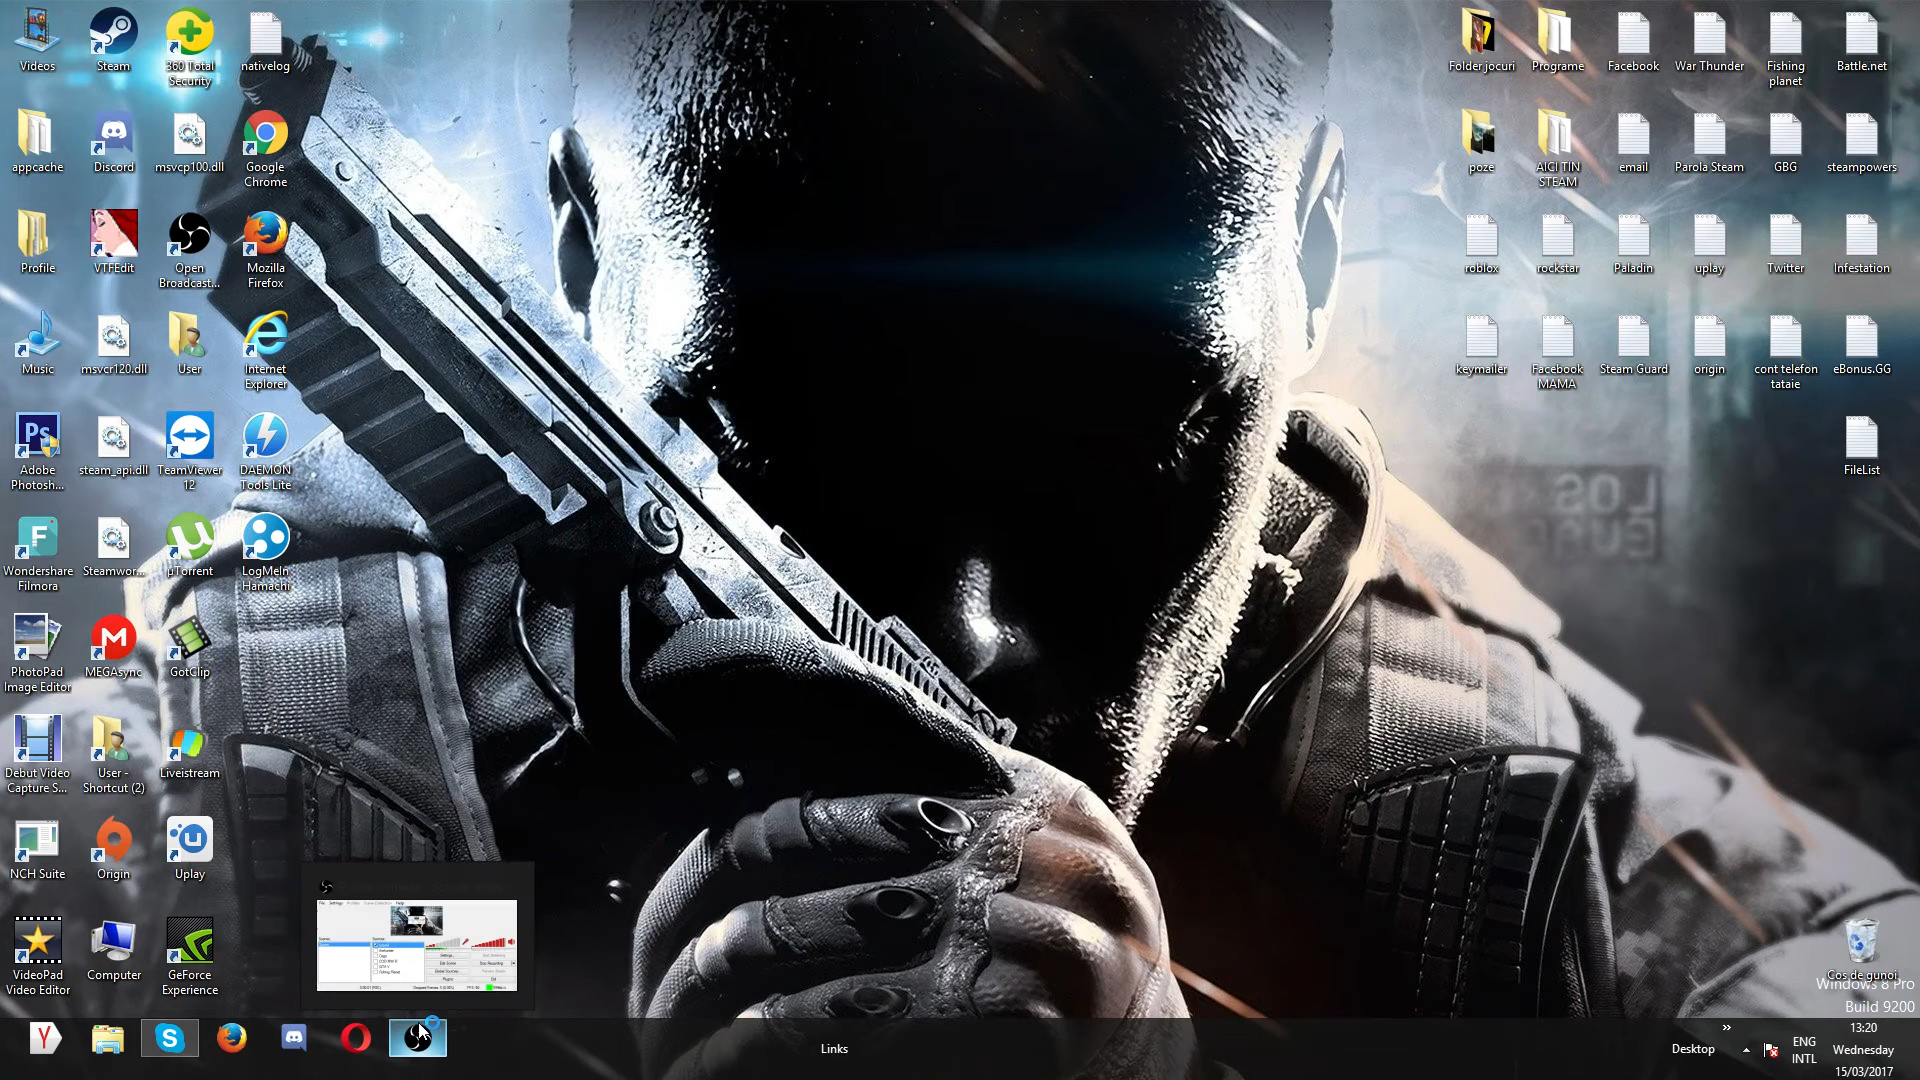 Videos
Steam
360 Total
Security
nativelog
Folder jocuri
Programe
Facebook
War Thunder
Fishing
planet
Battle.net
appcache
Discord
msvcp100.dll
Google
Chrome
poze
AICI TIN
STEAM
email
Parola Steam
GBG
steampowers
Profile
VTFEdit
Open
Broadcast...
Mozilla
Firefox
roblox
rockstar
Paladin
uplay
Twitter
Infestation
Music
msvcr120.dll
User
Internet
Explorer
keymailer
Facebook
MAMA
Steam Guard
origin
cont telefon
tataie
eBonus.GG
Ps
Adobe
Photosh...
steam_api.dll
TeamViewer
12
DAEMON
Tools Lite
FileList
LOS
Wondershare
Filmora
Steamwor...
µTorrent
LogMeIn
Hamachi
PhotoPad
Image Editor
MEGAsync
GotClip
Debut Video
Capture S...
User -
Shortcut (2)
Liveistream
NCH Suite
Origin
Uplay
VideoPad
Video Editor
Computer
GeForce
Experience
Cos de gunoi
Windows 8 Pro
Build 9200
Links
Desktop
»
ENG
INTL
13:20
Wednesday
15/03/2017